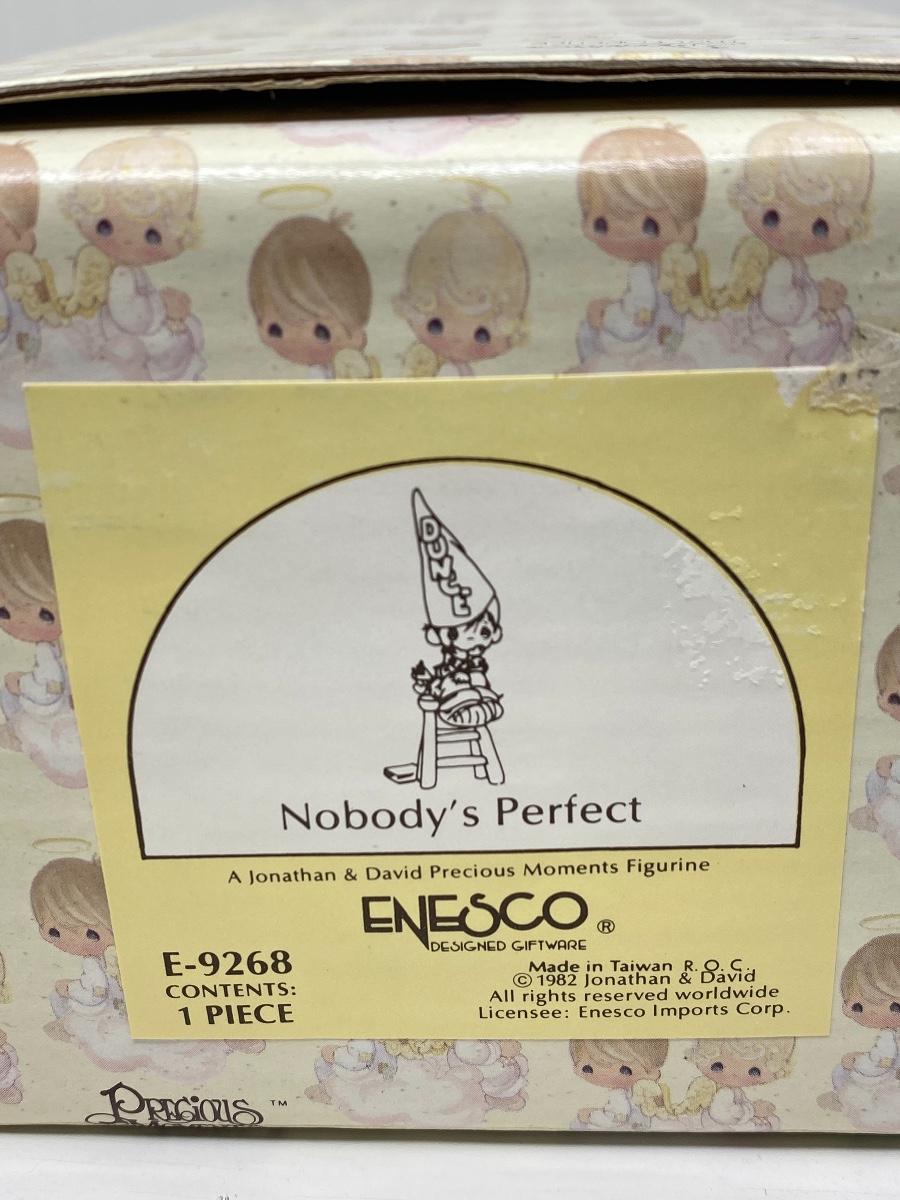 DUNCE
Nobody's Perfect
A Jonathan & David Precious Moments Figurine
ENESCO ®
DESIGNED GIFTWARE
E-9268
CONTENTS:
1 PIECE
Made in Taiwan R.O.C.
© 1982 Jonathan & David
All rights reserved worldwide
Licensee: Enesco Imports Corp.
PRECIOUS ™